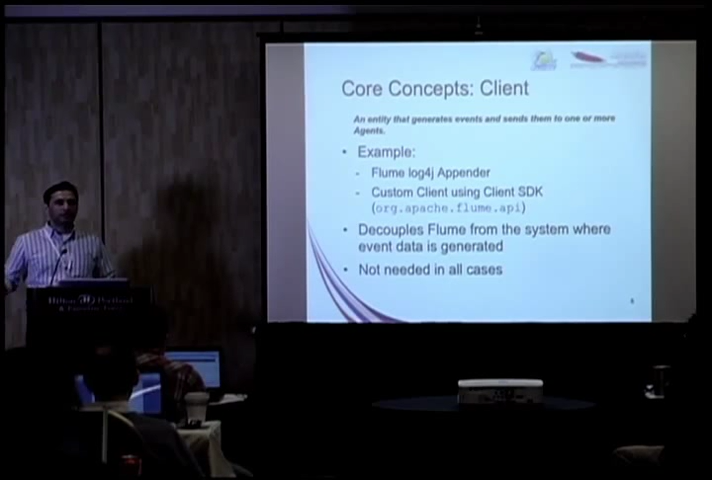 Core Concepts: Client
An entity that generates events and sends them to one or more
Agents.
• Example:
- Flume log4j Appender
- Custom Client using Client SDK
(org.apache.flume.api)
• Decouples Flume from the system where
event data is generated
• Not needed in all cases
Hilton Portland